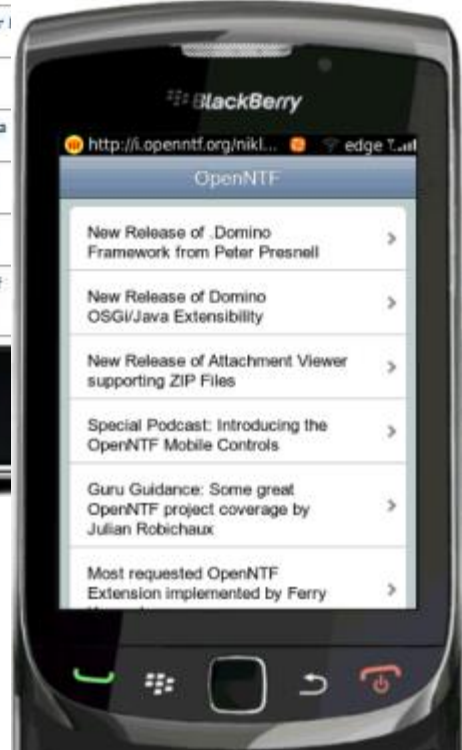 BlackBerry
http://i.openntf.org/nikl... edge
OpenNTF
New Release of .Domino
Framework from Peter Presnell
New Release of Domino
OSGi/Java Extensibility
New Release of Attachment Viewer
supporting ZIP Files
Special Podcast: Introducing the
OpenNTF Mobile Controls
Guru Guidance: Some great
OpenNTF project coverage by
Julian Robichaux
Most requested OpenNTF
Extension implemented by Ferry